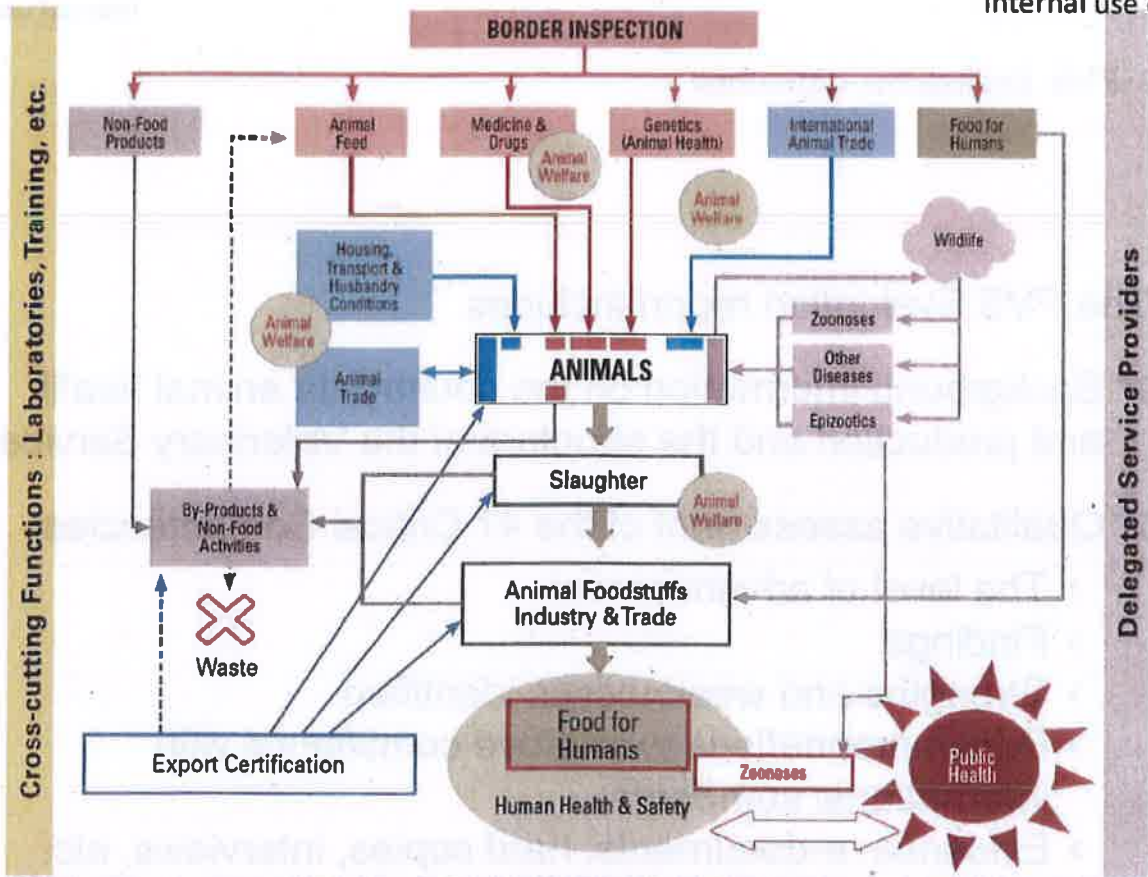 Internal use
BORDER INSPECTION
Non-Food
Products
Animal
Feed
Medicine &
Drugs
Genetics
(Animal Health)
International
Animal Trade
Food for
Humans
Animal
Welfare
Animal
Welfare
Wildlife
Housing,
Transport &
Husbandry
Conditions
Animal
Welfare
Animal
Trade
ANIMALS
Zoonoses
Other
Diseases
Epizootics
Slaughter
Animal
Welfare
By-Products &
Non-Food
Activities
Waste
Animal Foodstuffs
Industry & Trade
Export Certification
Food for
Humans
Human Health & Safety
Zoonoses
Public
Health
Cross-cutting Functions Laboratories, Training, etc.
Delegated Service Providers